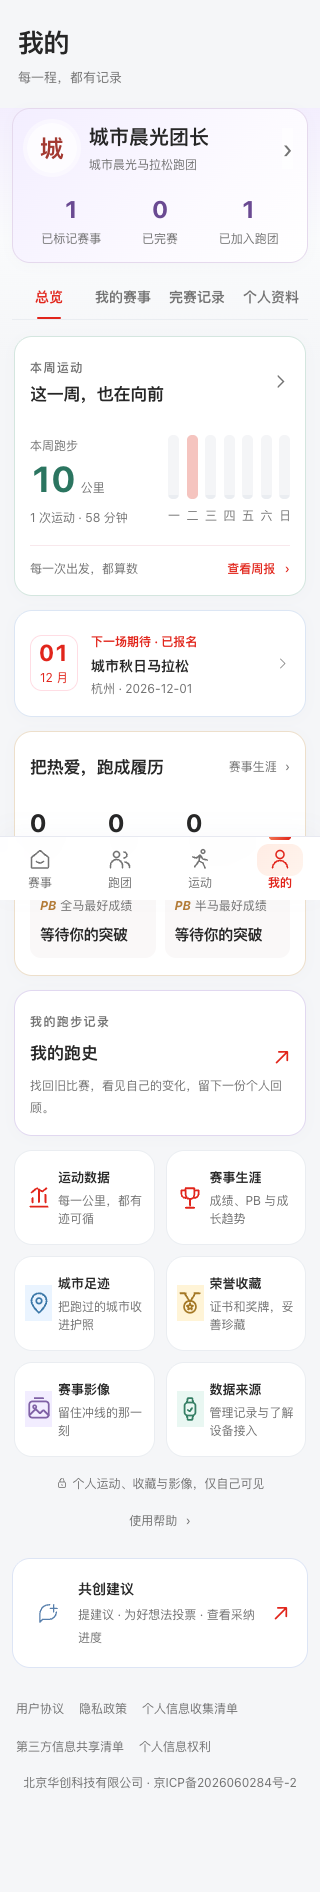 我的
每一程，都有记录
城
城市晨光团长
城市晨光马拉松跑团
›
1 0 1
已标记赛事 已完赛 已加入跑团
总览 我的赛事 完赛记录 个人资料
本周运动
这一周，也在向前
本周跑步
10 公里
1 次运动 · 58 分钟
一 二 三 四 五 六 日
每一次出发，都算数
查看周报 ›
01
12 月
下一场期待 · 已报名
城市秋日马拉松
杭州 · 2026-12-01
把热爱，跑成履历
赛事生涯 ›
0 0 0
赛事 跑团 运动 我的
PB 全马最好成绩
等待你的突破
PB 半马最好成绩
等待你的突破
我的跑步记录
我的跑史
找回旧比赛，看见自己的变化，留下一份个人回
顾。
运动数据
每一公里，都有
迹可循
赛事生涯
成绩、PB 与成
长趋势
城市足迹
把跑过的城市收
进护照
荣誉收藏
证书和奖牌，妥
善珍藏
赛事影像
留住冲线的那一
刻
数据来源
管理记录与了解
设备接入
个人运动、收藏与影像，仅自己可见
使用帮助 ›
共创建议
提建议 · 为好想法投票 · 查看采纳
进度
用户协议 隐私政策 个人信息收集清单
第三方信息共享清单 个人信息权利
北京华创科技有限公司 · 京ICP备2026060284号-2